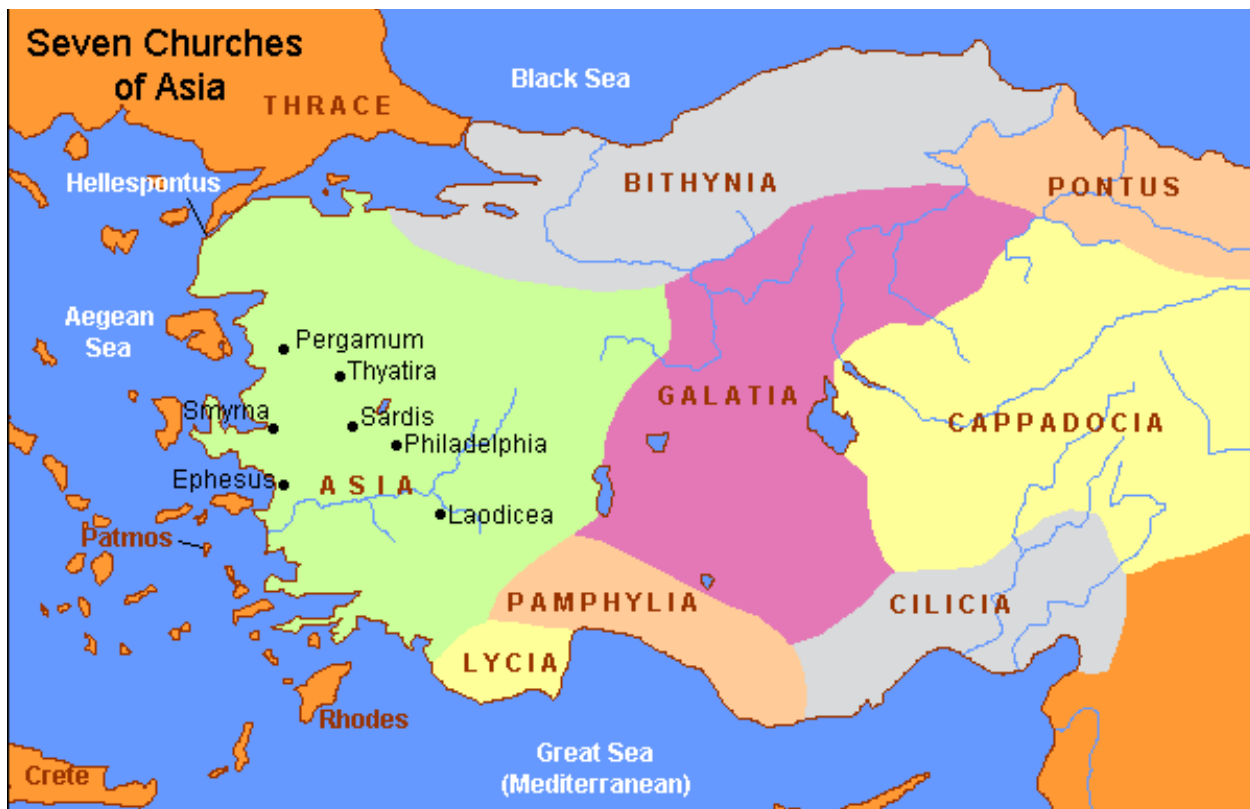 Seven Churches
of Asia
THRACE
Black Sea
Hellespontus
BITHYNIA
PONTUS
Aegean
Sea
Pergamum
Thyatira
GALATIA
Smyrna
Sardis
CAPPADOCIA
Philadelphia
Ephesus
ASIA
Laodicea
Patmos
PAMPHYLIA
CILICIA
LYCIA
Rhodes
Great Sea
(Mediterranean)
Crete